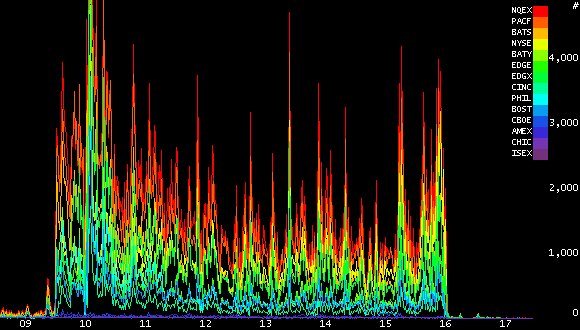 NQEX
#
PACF
BATS
NYSE
BATY
4,000
EDGE
EDGX
CINC
PHIL
BOST
CBOE
3,000
AMEX
CHIC
ISEX
2,000
1,000
0
09 10 11 12 13 14 15 16 17